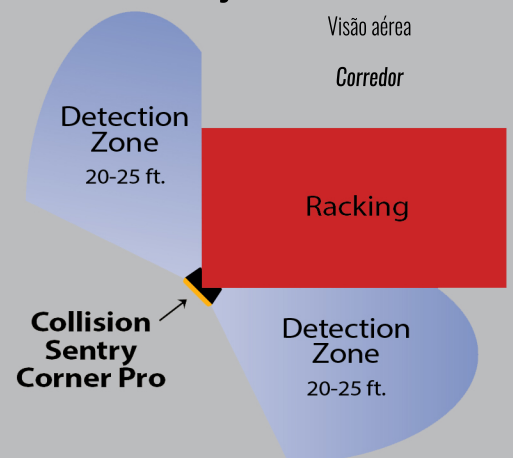 Visão aérea
Corredor
Detection
Zone
20-25 ft.
Racking
Collision
Sentry
Corner Pro
Detection
Zone
20-25 ft.